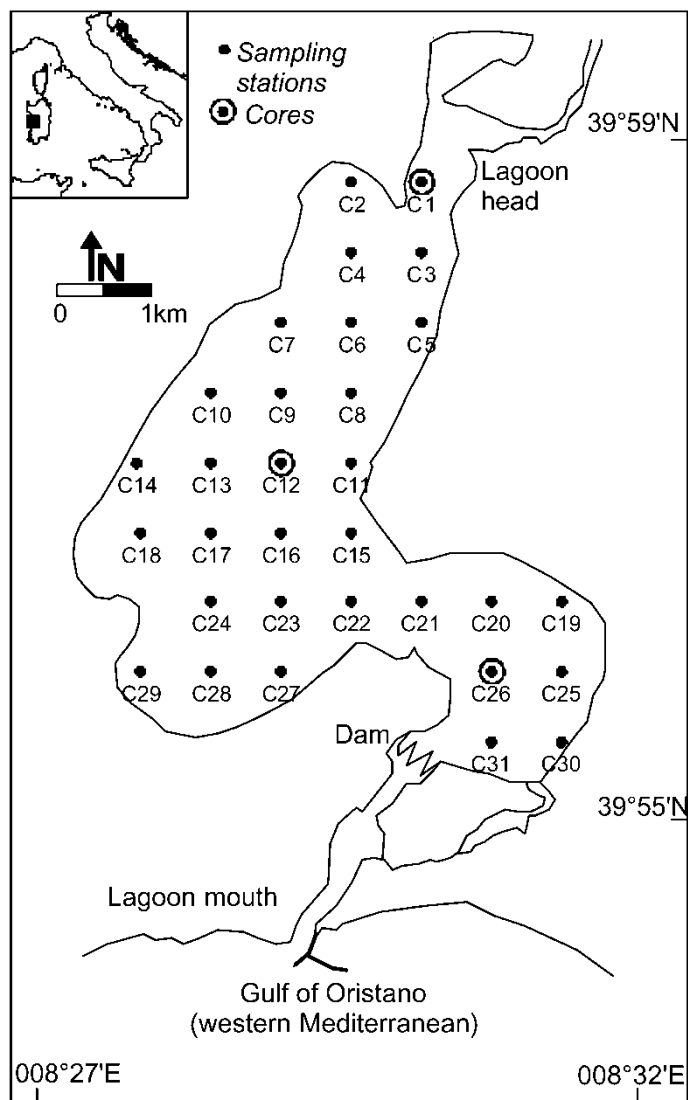 Sampling
stations
Cores
39°59'N
Lagoon
head
C2
C1
N
0
1km
C4
C3
C7
C6
C5
C10
C9
C8
C14
C13
C12
C11
C18
C17
C16
C15
C24
C23
C22
C21
C20
C19
C29
C28
C27
C26
C25
Dam
C31
C30
39°55'N
Lagoon mouth
Gulf of Oristano
(western Mediterranean)
008°27'E
008°32'E